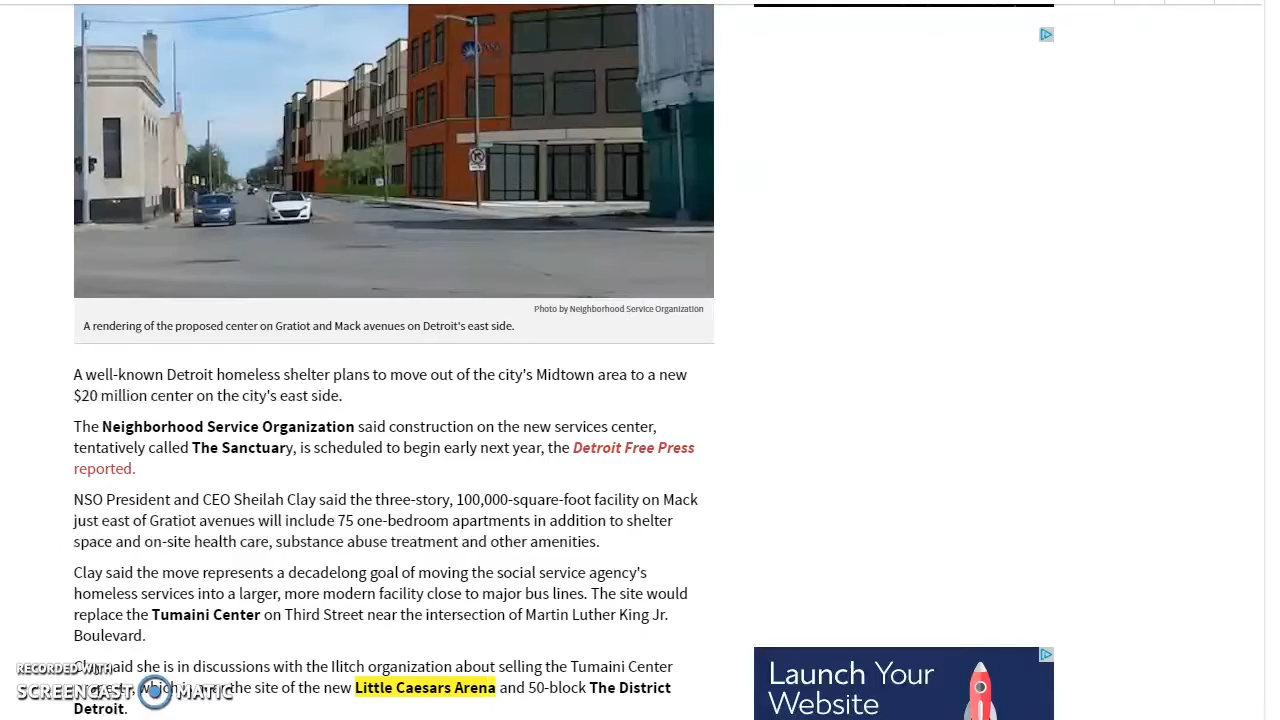 Photo by Neighborhood Service Organization
A rendering of the proposed center on Gratiot and Mack avenues on Detroit's east side.
A well-known Detroit homeless shelter plans to move out of the city's Midtown area to a new
$20 million center on the city's east side.
The Neighborhood Service Organization said construction on the new services center,
tentatively called The Sanctuary, is scheduled to begin early next year, the Detroit Free Press
reported.
NSO President and CEO Sheilah Clay said the three-story, 100,000-square-foot facility on Mack
just east of Gratiot avenues will include 75 one-bedroom apartments in addition to shelter
space and on-site health care, substance abuse treatment and other amenities.
Clay said the move represents a decadelong goal of moving the social service agency's
homeless services into a larger, more modern facility close to major bus lines. The site would
replace the Tumaini Center on Third Street near the intersection of Martin Luther King Jr.
Boulevard.
Clay said she is in discussions with the Ilitch organization about selling the Tumaini Center
the site of the new Little Caesars Arena and 50-block The District
Detroit.
RECORDED WITH
SCREENCAST MATIC
Launch Your
Website